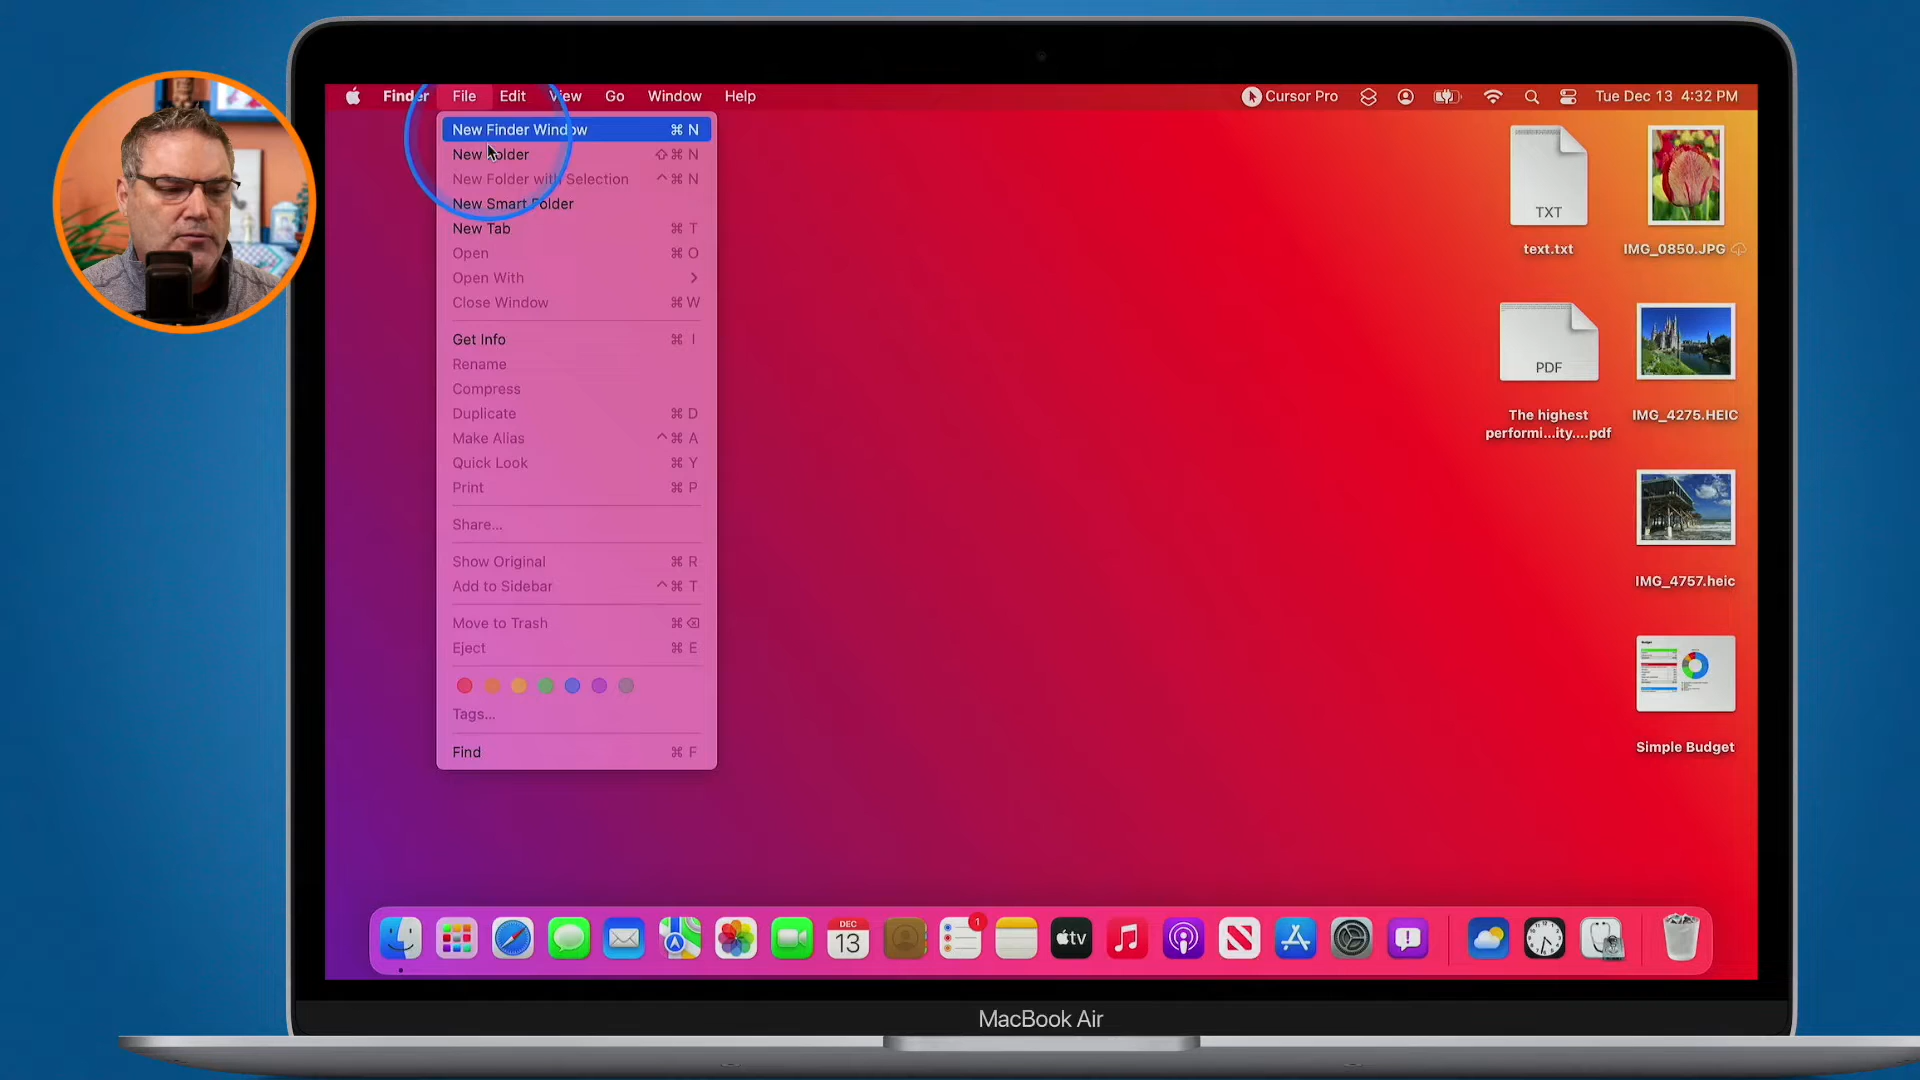 Finder File Edit View Go Window Help
Cursor Pro Tue Dec 13 4:32 PM
New Finder Window ⌘ N
New Folder ⇧ ⌘ N
New Folder with Selection ^ ⌘ N
New Smart Folder
New Tab ⌘ T
Open ⌘ O
Open With >
Close Window ⌘ W
Get Info ⌘ I
Rename
Compress
Duplicate ⌘ D
Make Alias ^ ⌘ A
Quick Look ⌘ Y
Print ⌘ P
Share...
Show Original ⌘ R
Add to Sidebar ^ ⌘ T
Move to Trash ⌘ ⌫
Eject ⌘ E
Tags...
Find ⌘ F
TXT
text.txt
IMG_0850.JPG
PDF
The highest
performi...ity....pdf
IMG_4275.HEIC
IMG_4757.heic
Simple Budget
DEC
13
1
tv
MacBook Air